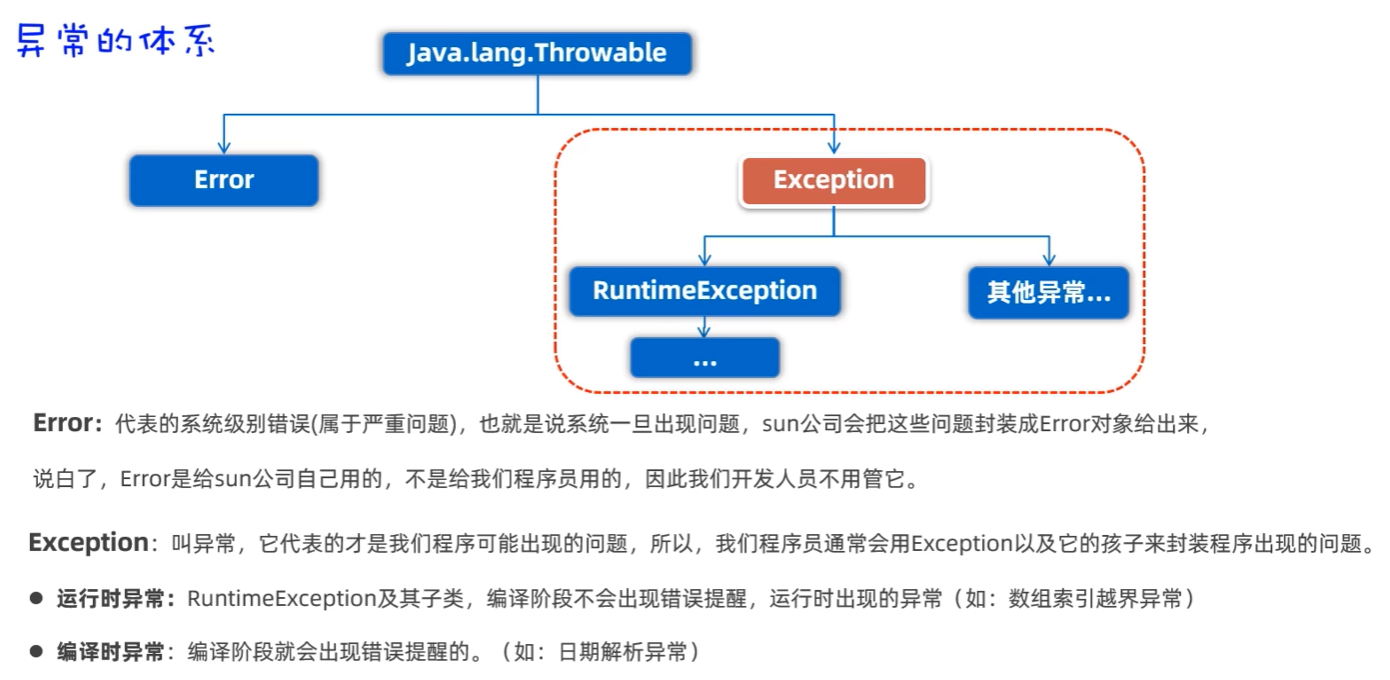 异常的体系
Java.lang.Throwable
Error
Exception
RuntimeException
其他异常...
...
Error：代表的系统级别错误(属于严重问题)，也就是说系统一旦出现问题，sun公司会把这些问题封装成Error对象给出来，
说白了，Error是给sun公司自己用的，不是给我们程序员用的，因此我们开发人员不用管它。
Exception：叫异常，它代表的才是我们程序可能出现的问题，所以，我们程序员通常会用Exception以及它的孩子来封装程序出现的问题。
● 运行时异常：RuntimeException及其子类，编译阶段不会出现错误提醒，运行时出现的异常（如：数组索引越界异常）
● 编译时异常：编译阶段就会出现错误提醒的。（如：日期解析异常）